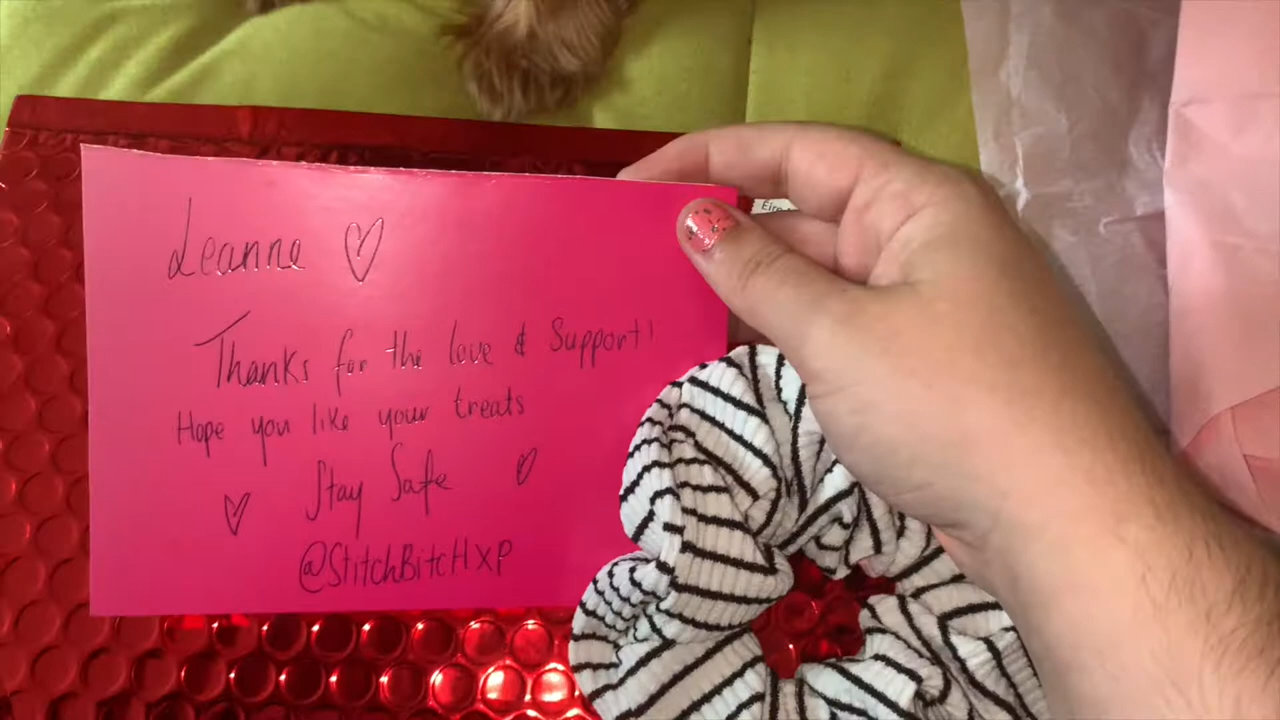 Leanne ♡
Thanks for the love & Support!
Hope you like your treats
Stay Safe
@StitchBitcHXP